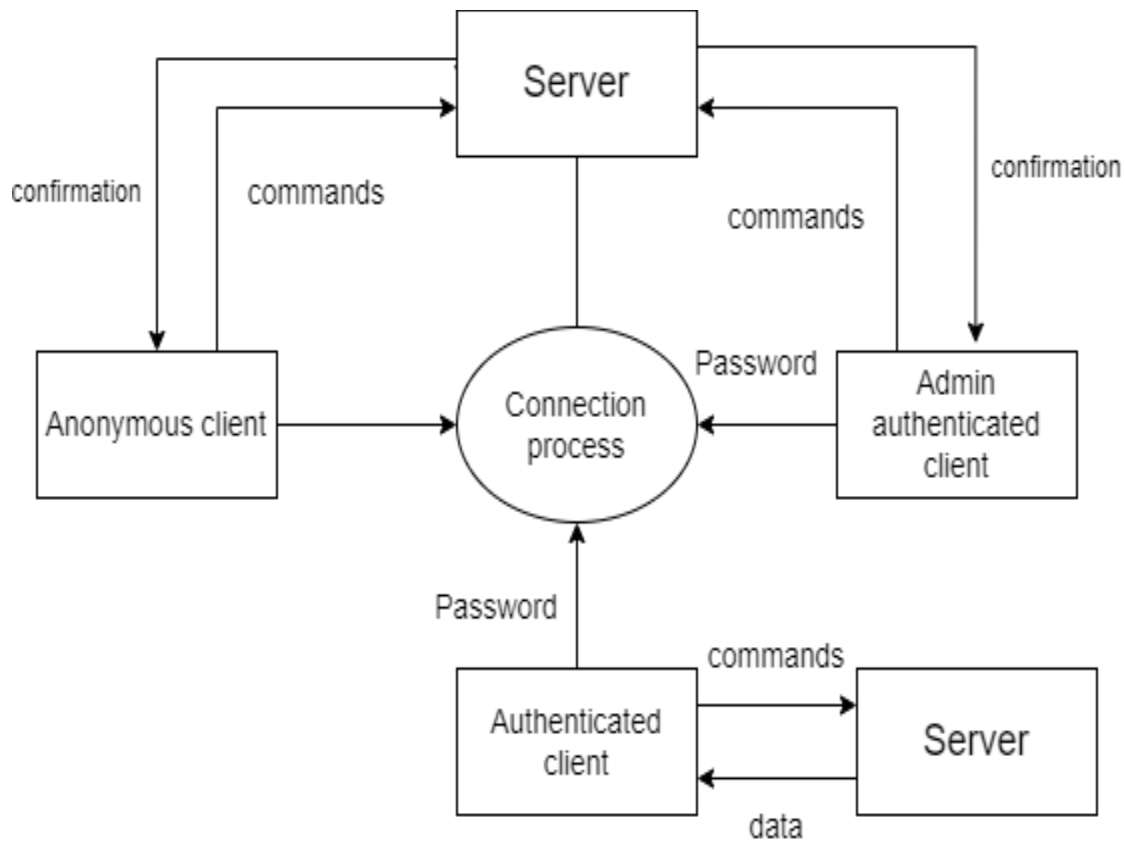 Server
confirmation
commands
commands
confirmation
Anonymous client
Connection
process
Password
Admin
authenticated
client
Password
Authenticated
client
commands
Server
data